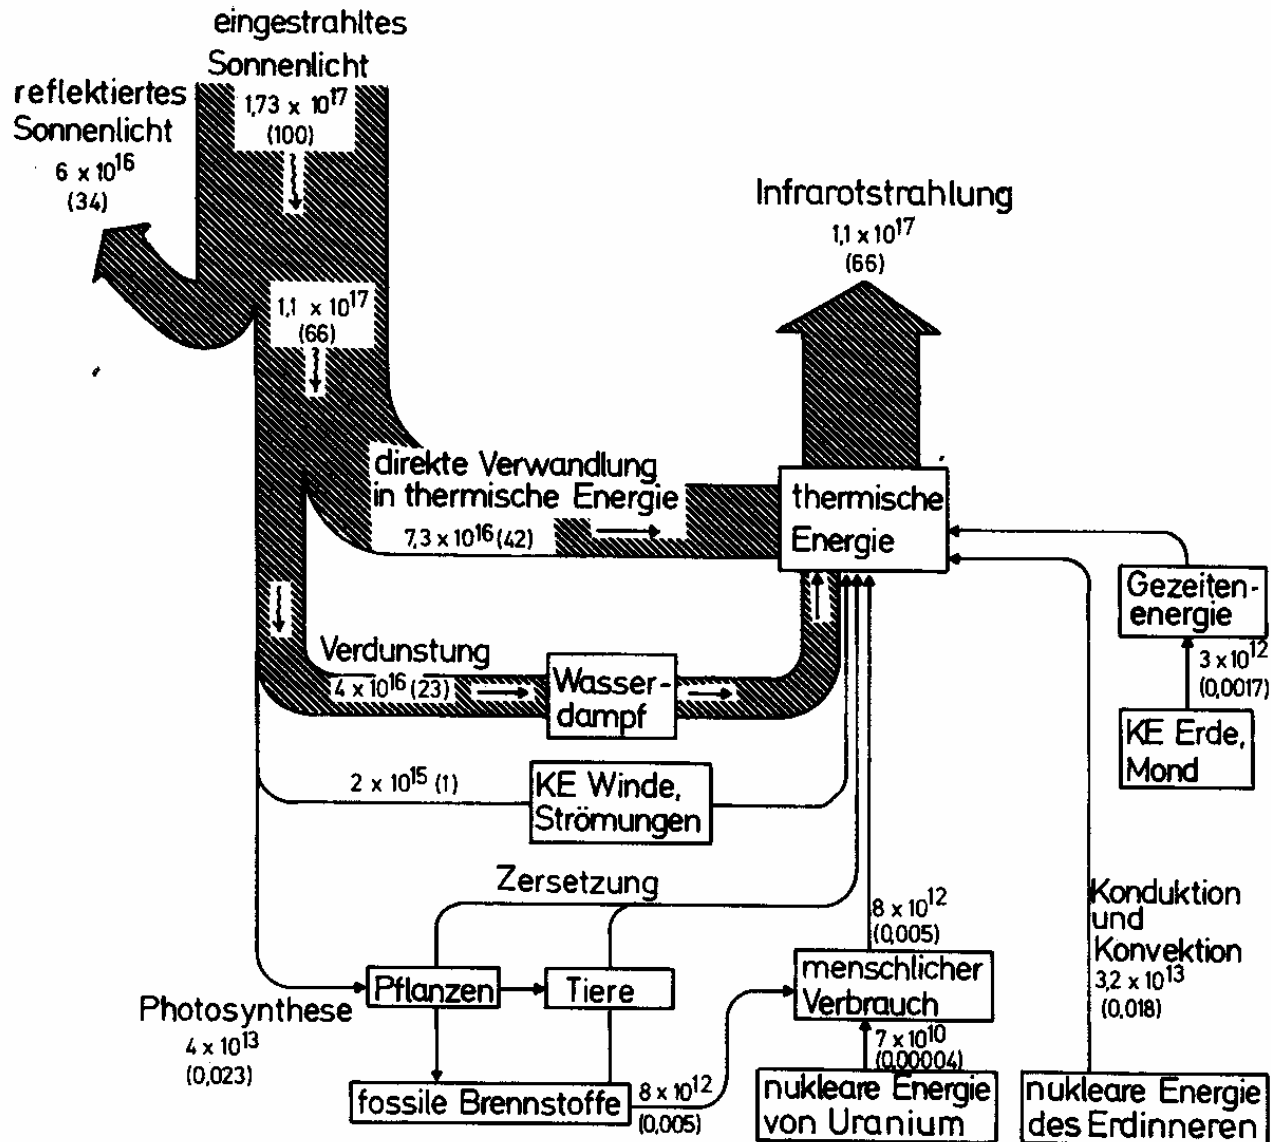 eingestrahltes
Sonnenlicht
1,73 x 10¹⁷
(100)
reflektiertes
Sonnenlicht
6 x 10¹⁶
(34)
1,1 x 10¹⁷
(66)
Infrarotstrahlung
1,1 x 10¹⁷
(66)
direkte Verwandlung
in thermische Energie
7,3 x 10¹⁶ (42)
thermische
Energie
Gezeiten-
energie
3 x 10¹²
(0,0017)
KE Erde,
Mond
Verdunstung
4 x 10¹⁶ (23)
Wasser-
dampf
2 x 10¹⁵ (1)
KE Winde,
Strömungen
Zersetzung
8 x 10¹²
(0,005)
Konduktion
und
Konvektion
3,2 x 10¹³
(0,018)
Photosynthese
4 x 10¹³
(0,023)
Pflanzen
Tiere
menschlicher
Verbrauch
7 x 10¹⁰
(0,00004)
fossile Brennstoffe
8 x 10¹²
(0,005)
nukleare Energie
von Uranium
nukleare Energie
des Erdinneren